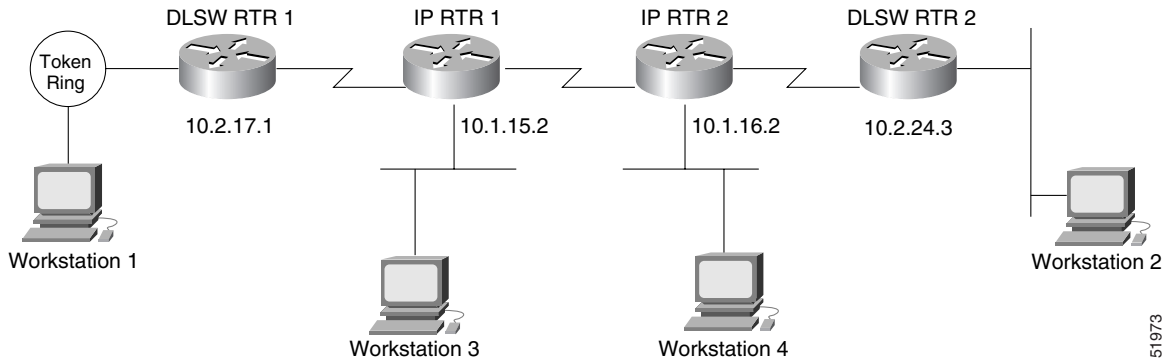 DLSW RTR 1
IP RTR 1
IP RTR 2
DLSW RTR 2
Token
Ring
10.2.17.1
10.1.15.2
10.1.16.2
10.2.24.3
Workstation 1
Workstation 2
Workstation 3
Workstation 4
51973